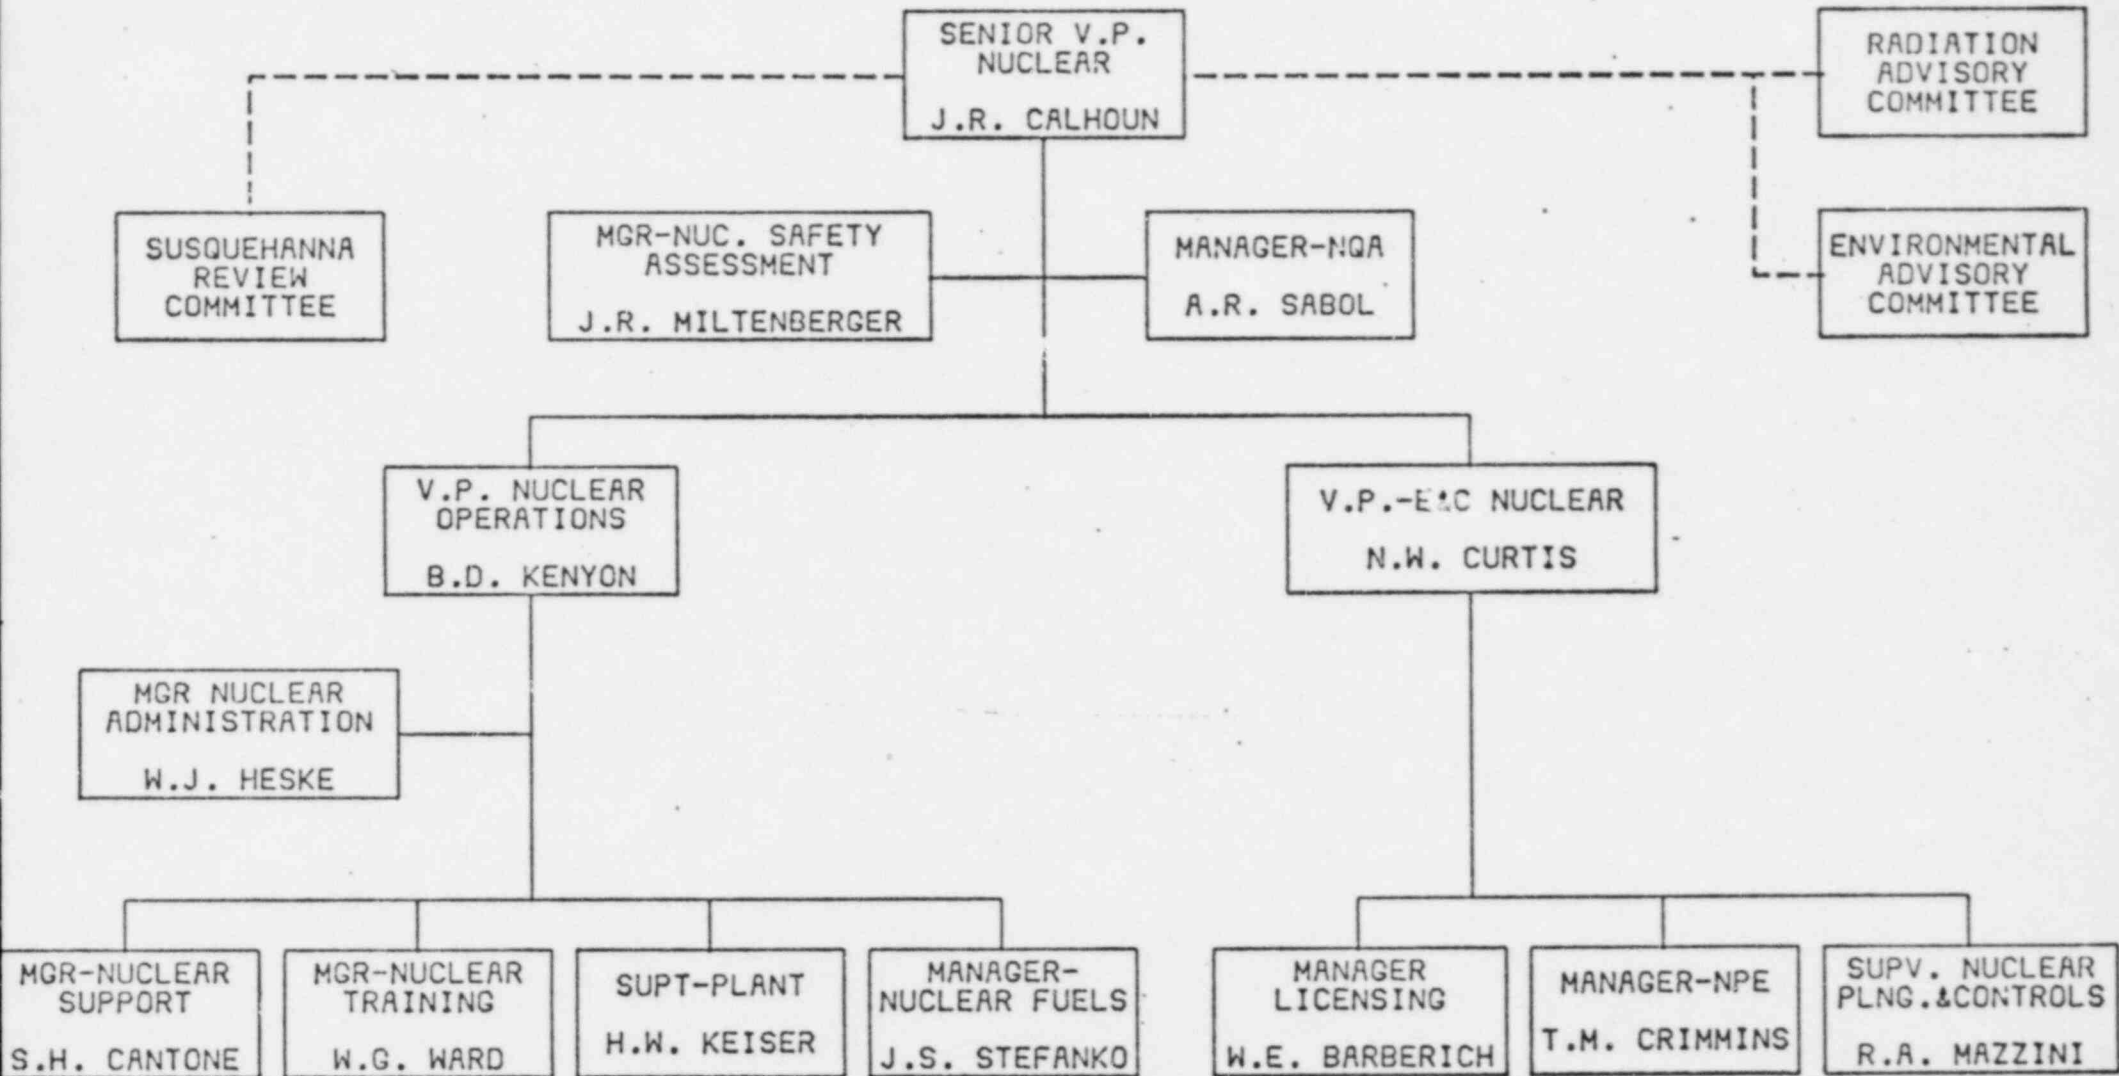 SENIOR V.P.
NUCLEAR
J.R. CALHOUN
RADIATION
ADVISORY
COMMITTEE
SUSQUEHANNA
REVIEW
COMMITTEE
MGR-NUC. SAFETY
ASSESSMENT
J.R. MILTENBERGER
MANAGER-NQA
A.R. SABOL
ENVIRONMENTAL
ADVISORY
COMMITTEE
V.P. NUCLEAR
OPERATIONS
B.D. KENYON
V.P.-E&C NUCLEAR
N.W. CURTIS
MGR NUCLEAR
ADMINISTRATION
W.J. HESKE
MGR-NUCLEAR
SUPPORT
S.H. CANTONE
MGR-NUCLEAR
TRAINING
W.G. WARD
SUPT-PLANT
H.W. KEISER
MANAGER-
NUCLEAR FUELS
J.S. STEFANKO
MANAGER
LICENSING
W.E. BARBERICH
MANAGER-NPE
T.M. CRIMMINS
SUPV. NUCLEAR
PLNG.&CONTROLS
R.A. MAZZINI